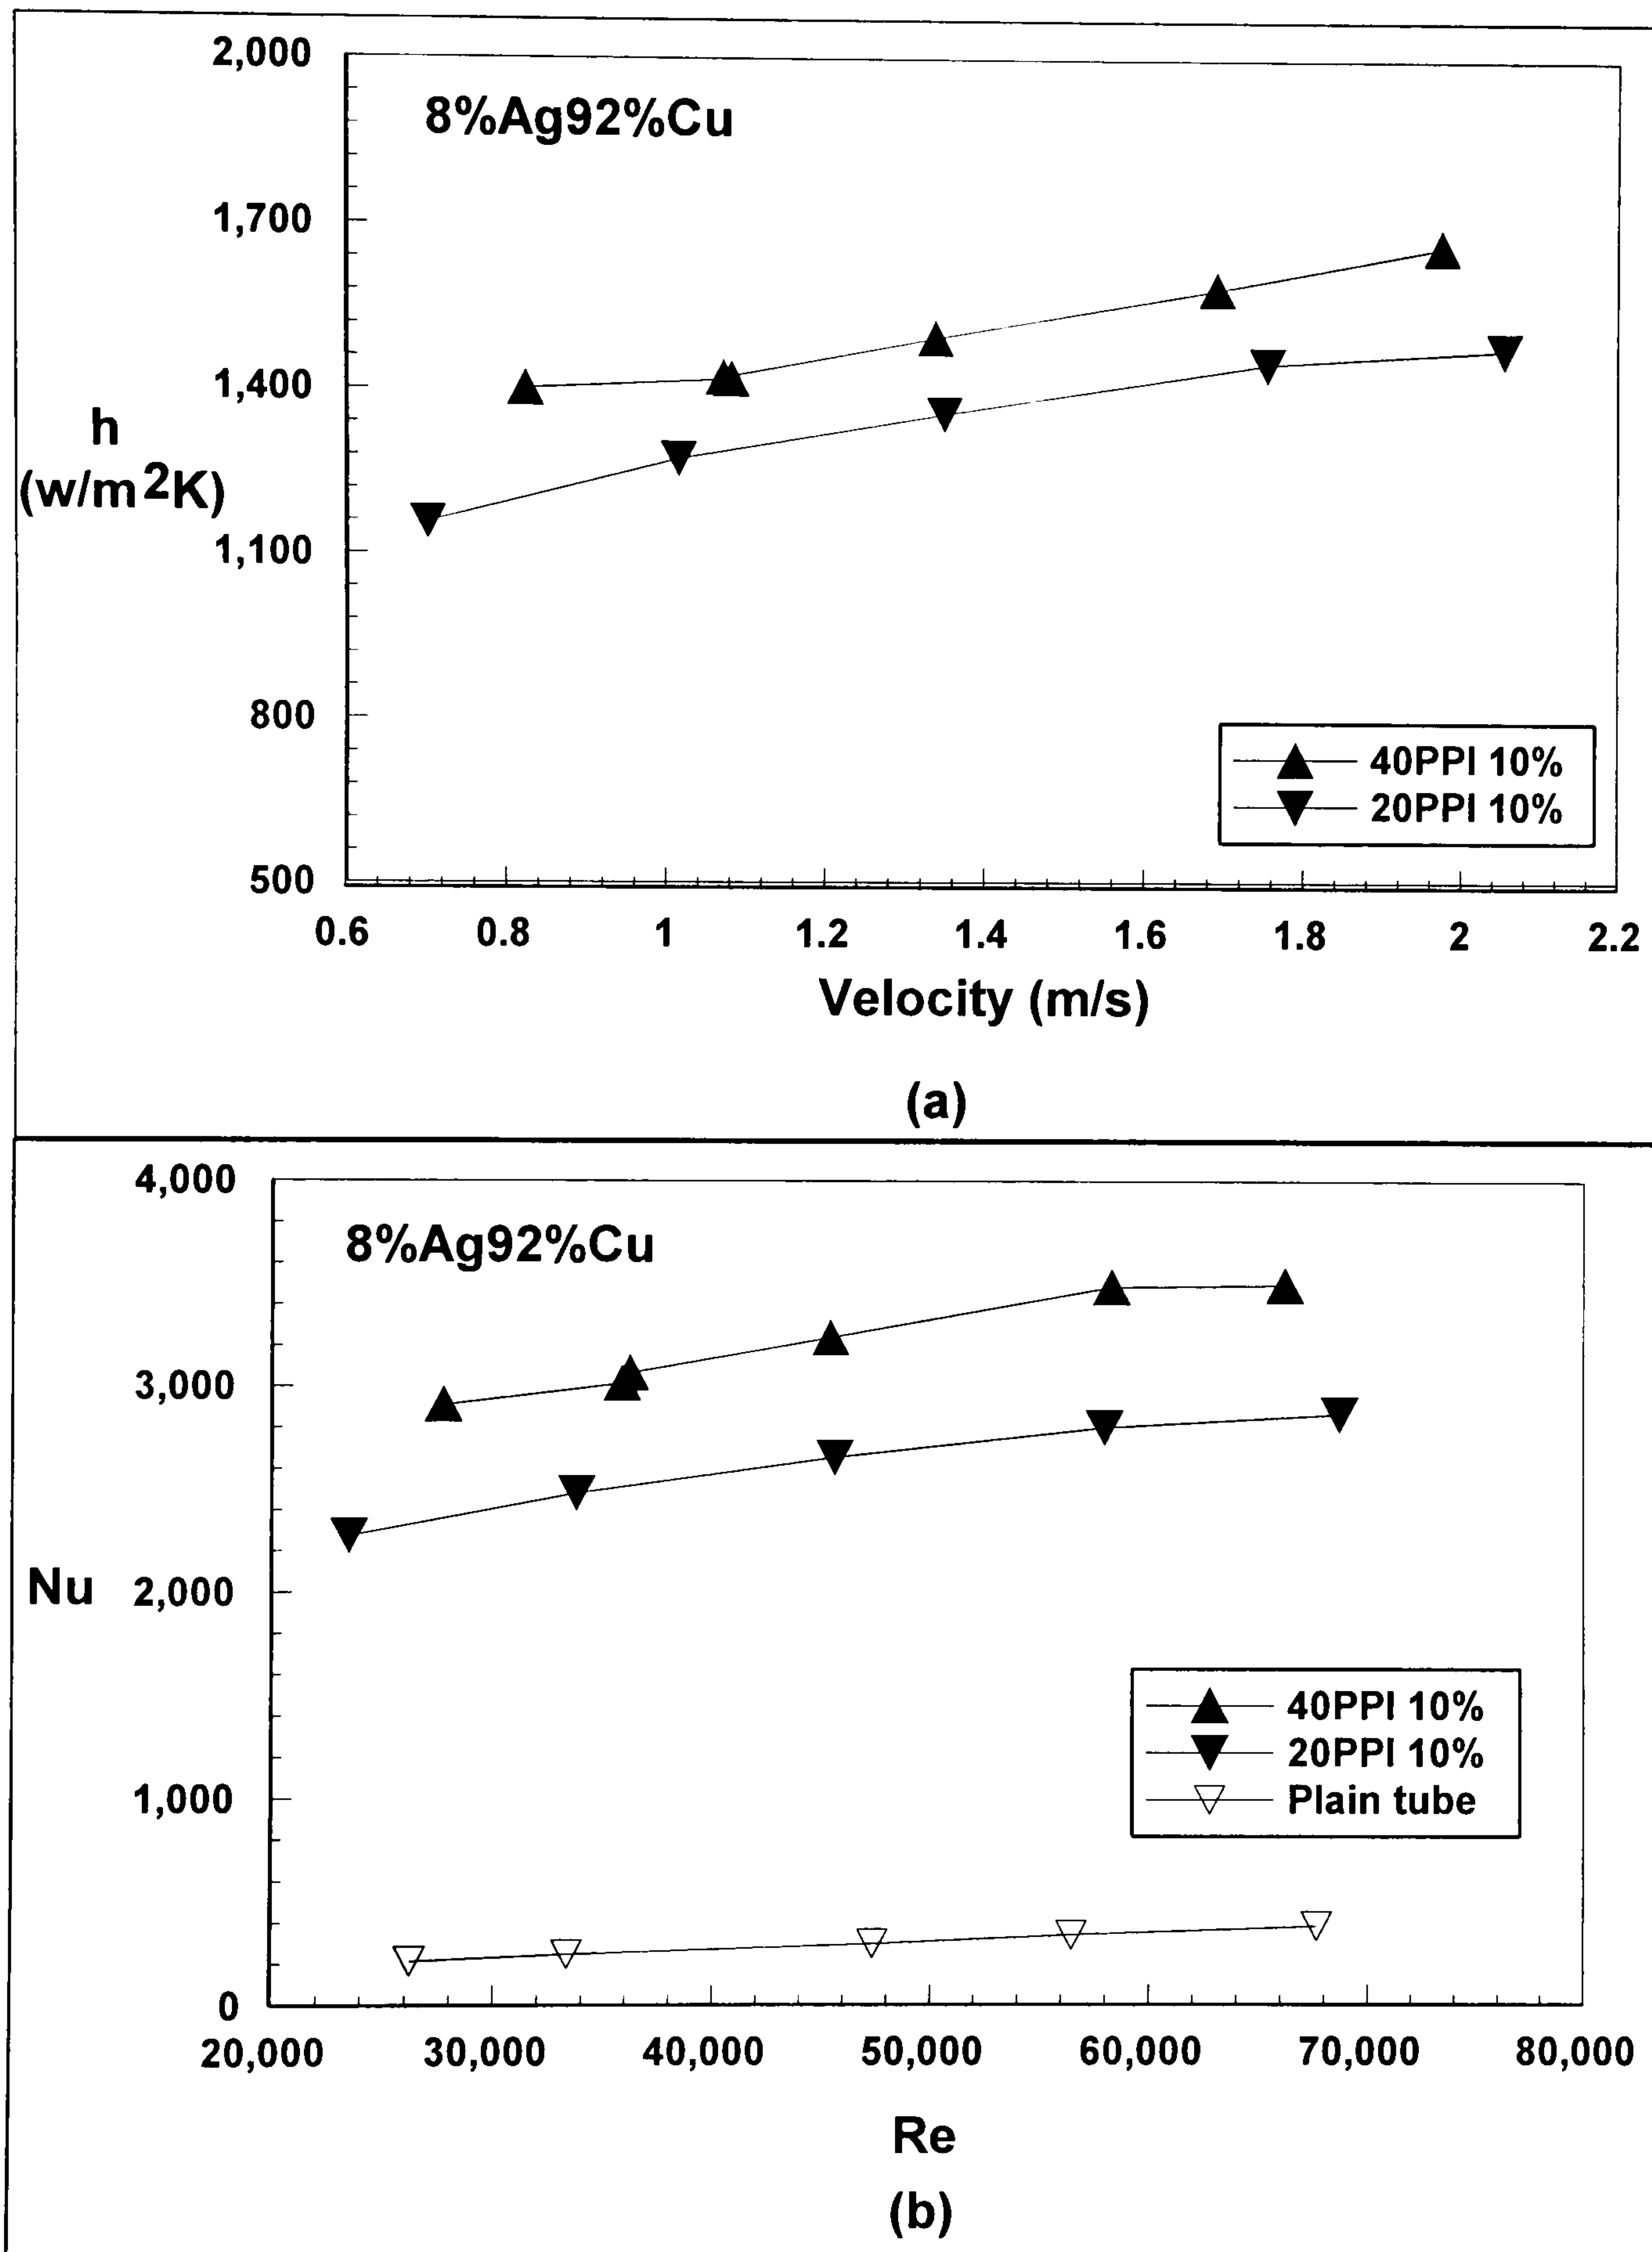 2,000
8%Ag92%Cu
1,700
1,400
h
(w/m2K)
1,100
800
40PPI 10%
20PPI 10%
500
0.6 0.8 1 1.2 1.4 1.6 1.8 2 2.2
Velocity (m/s)
(a)
4,000
8%Ag92%Cu
3,000
Nu 2,000
40PPI 10%
20PPI 10%
Plain tube
1,000
0
20,000 30,000 40,000 50,000 60,000 70,000 80,000
Re
(b)